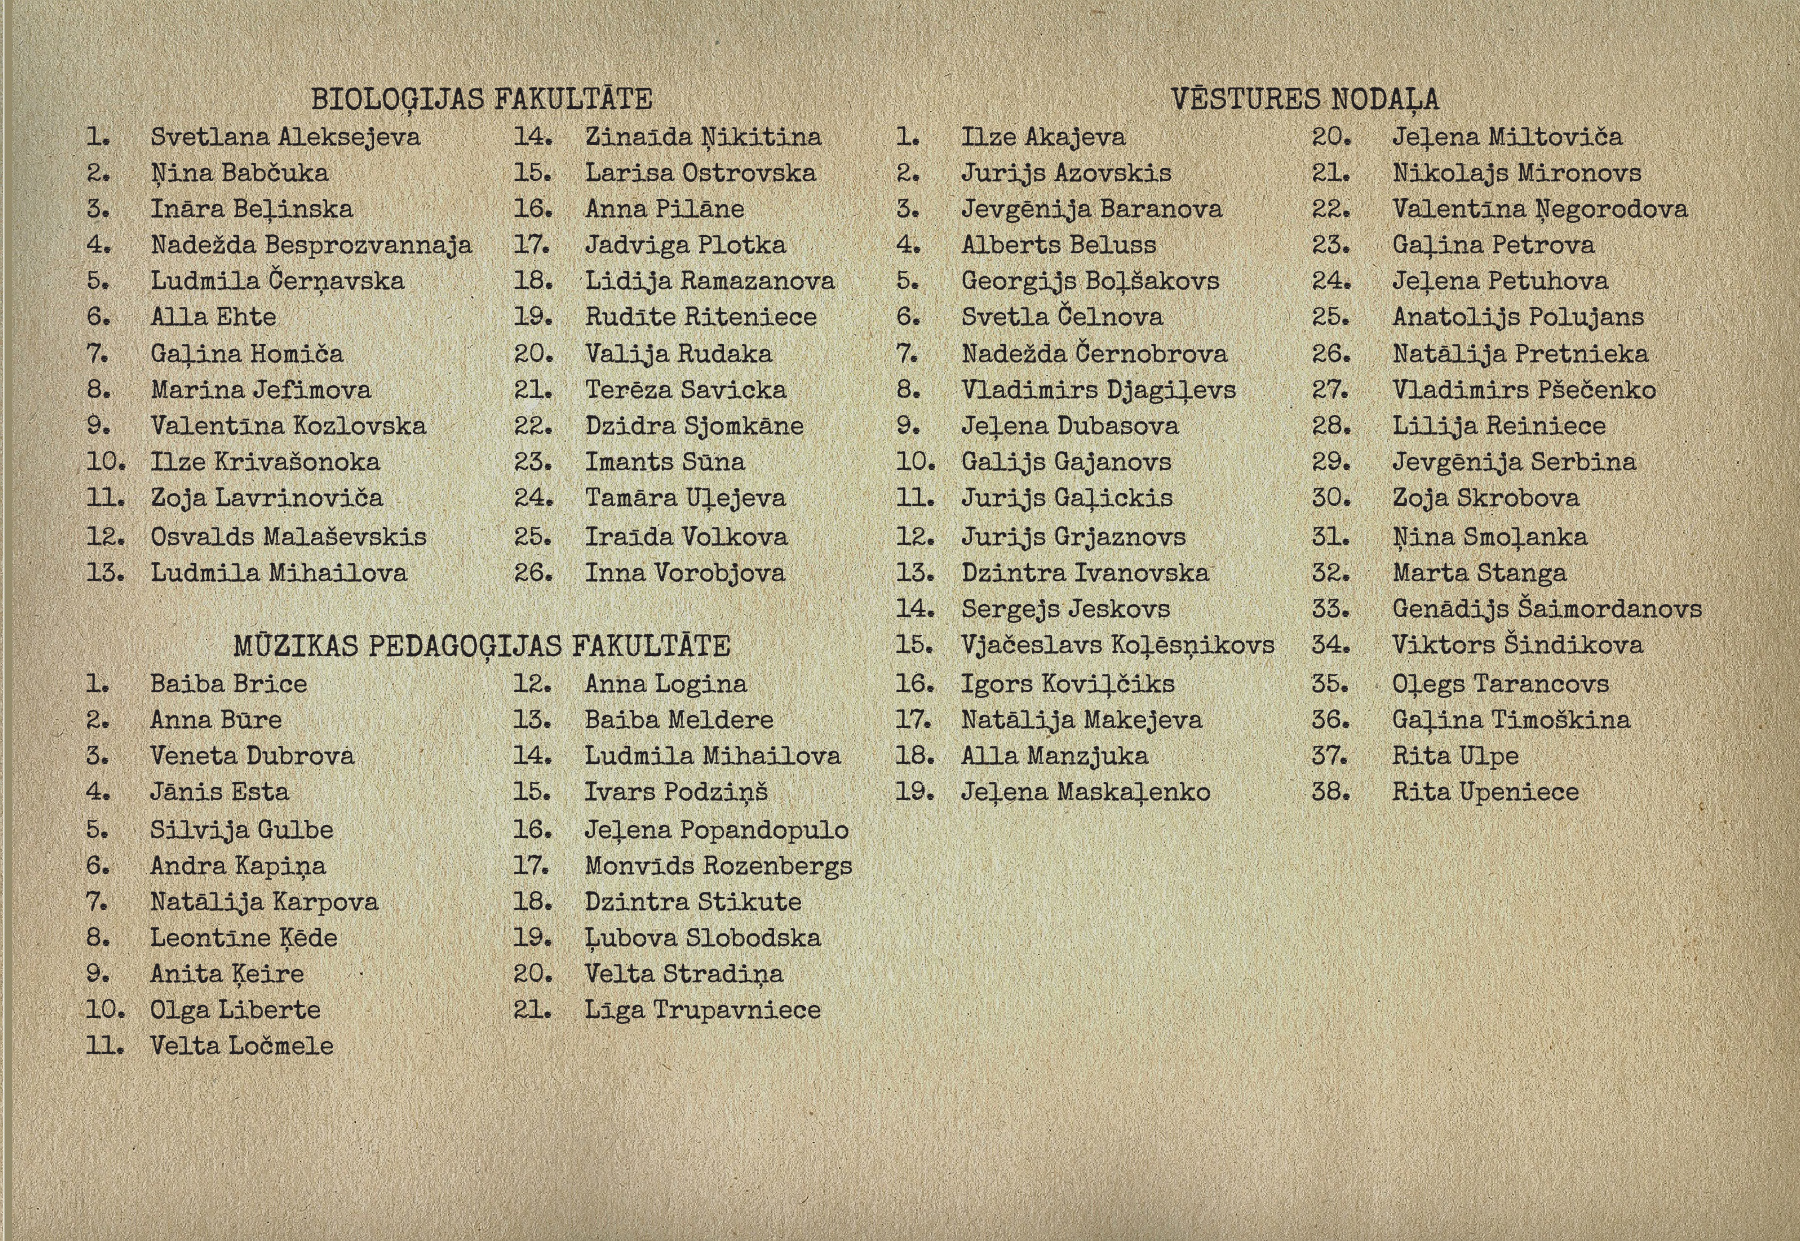 BIOLOĢIJAS FAKULTĀTE
1. Svetlana Aleksejeva
2. Ņina Babčuka
3. Ināra Beļinska
4. Nadežda Besprozvannaja
5. Ludmila Čerņavska
6. Alla Ehte
7. Gaļina Homiča
8. Marina Jefimova
9. Valentīna Kozlovska
10. Ilze Krivašonoka
11. Zoja Lavrinoviča
12. Osvalds Malaševskis
13. Ludmila Mihailova
14. Zinaīda Ņikitina
15. Larisa Ostrovska
16. Anna Pilāne
17. Jadviga Plotka
18. Lidija Ramazanova
19. Rudīte Riteniece
20. Valija Rudaka
21. Terēza Savicka
22. Dzidra Sjomkāne
23. Imants Sūna
24. Tamāra Uļejeva
25. Iraīda Volkova
26. Inna Vorobjova
MŪZIKAS PEDAGOĢIJAS FAKULTĀTE
1. Baiba Brice
2. Anna Būre
3. Veneta Dubrova
4. Jānis Esta
5. Silvija Gulbe
6. Andra Kapiņa
7. Natālija Karpova
8. Leontīne Ķēde
9. Anita Ķeire
10. Olga Liberte
11. Velta Ločmele
12. Anna Logina
13. Baiba Meldere
14. Ludmila Mihailova
15. Ivars Podziņš
16. Jeļena Popandopulo
17. Monvīds Rozenbergs
18. Dzintra Stikute
19. Ļubova Slobodska
20. Velta Stradiņa
21. Līga Trupavniece
VĒSTURES NODAĻA
1. Ilze Akajeva
2. Jurijs Azovskis
3. Jevgēnija Baranova
4. Alberts Beluss
5. Georgijs Boļšakovs
6. Svetla Čelnova
7. Nadežda Černobrova
8. Vladimirs Djagiļevs
9. Jeļena Dubasova
10. Galijs Gajanovs
11. Jurijs Gaļickis
12. Jurijs Grjaznovs
13. Dzintra Ivanovska
14. Sergejs Jeskovs
15. Vjačeslavs Koļēsņikovs
16. Igors Koviļčiks
17. Natālija Makejeva
18. Alla Manzjuka
19. Jeļena Maskaļenko
20. Jeļena Miltoviča
21. Nikolajs Mironovs
22. Valentīna Ņegorodova
23. Gaļina Petrova
24. Jeļena Petuhova
25. Anatolijs Polujans
26. Natālija Pretnieka
27. Vladimirs Pšečenko
28. Lilija Reiniece
29. Jevgēnija Serbina
30. Zoja Skrobova
31. Ņina Smoļanka
32. Marta Stanga
33. Genādijs Šaimordanovs
34. Viktors Šindikova
35. Oļegs Tarancovs
36. Gaļina Timoškina
37. Rita Ulpe
38. Rita Upeniece